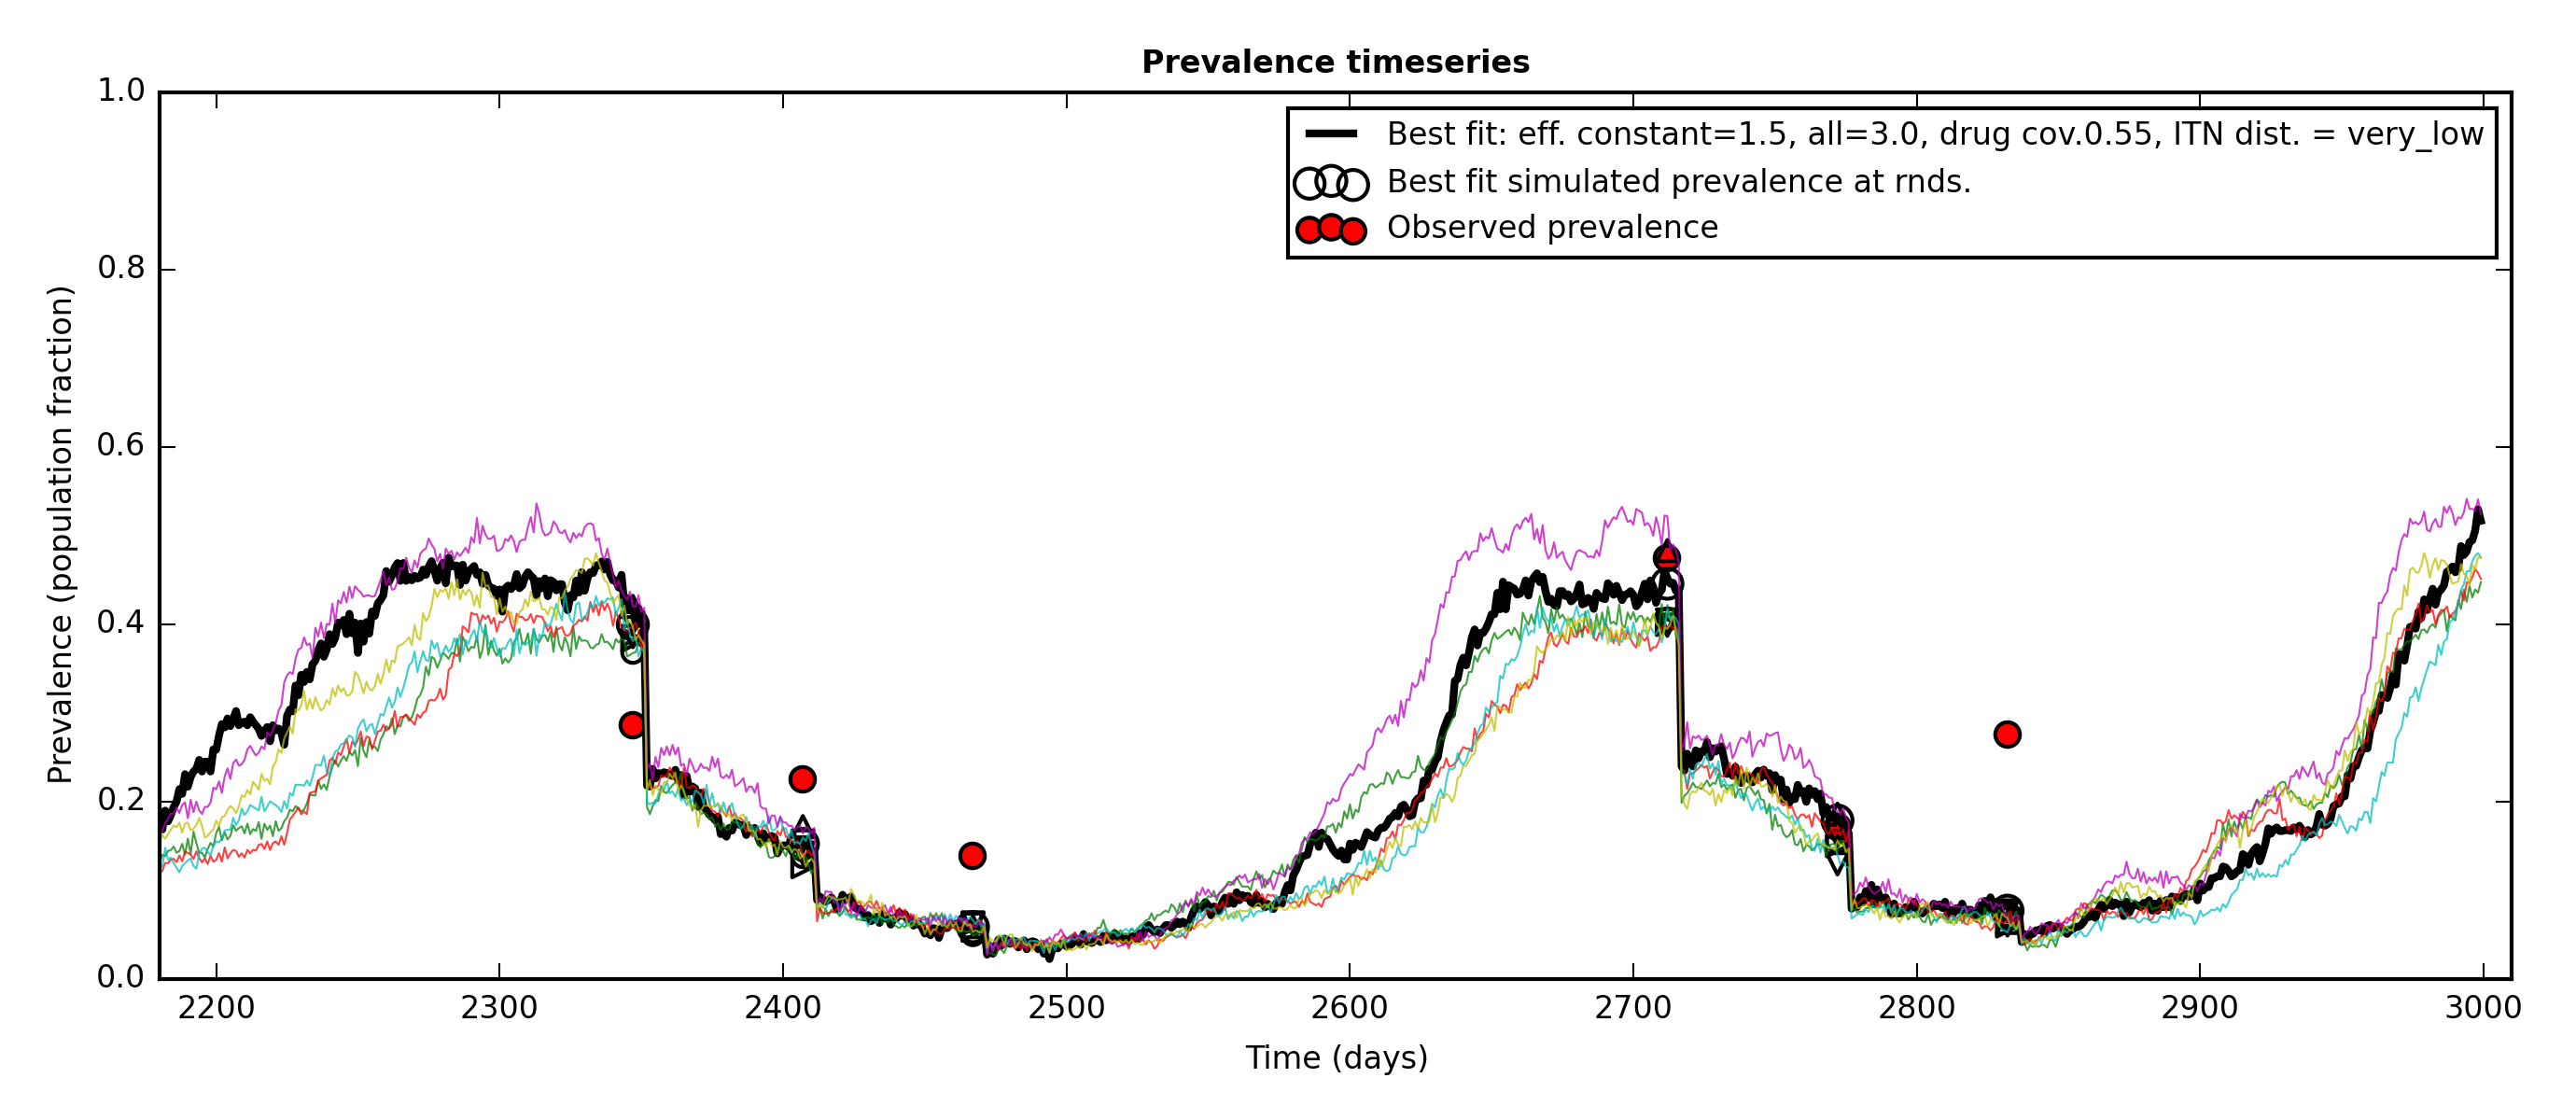 Prevalence timeseries
Prevalence (population fraction)
1.0
0.8
0.6
0.4
0.2
0.0
Best fit: eff. constant=1.5, all=3.0, drug cov.0.55, ITN dist. = very_low
Best fit simulated prevalence at rnds.
Observed prevalence
2200 2300 2400 2500 2600 2700 2800 2900 3000
Time (days)